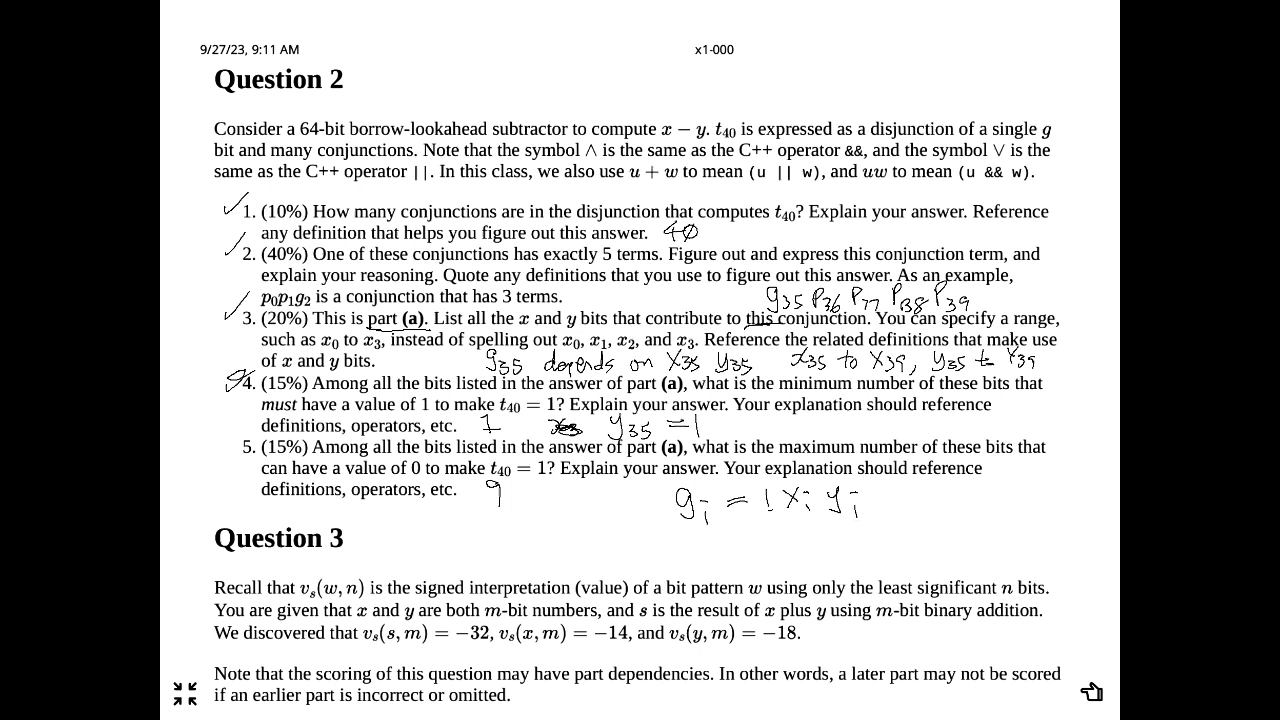 9/27/23, 9:11 AM x1-000
Question 2
Consider a 64-bit borrow-lookahead subtractor to compute x − y. t₄₀ is expressed as a disjunction of a single g
bit and many conjunctions. Note that the symbol ∧ is the same as the C++ operator &&, and the symbol ∨ is the
same as the C++ operator ||. In this class, we also use u + w to mean (u || w), and uw to mean (u && w).
1. (10%) How many conjunctions are in the disjunction that computes t₄₀? Explain your answer. Reference
any definition that helps you figure out this answer. 40
2. (40%) One of these conjunctions has exactly 5 terms. Figure out and express this conjunction term, and
explain your reasoning. Quote any definitions that you use to figure out this answer. As an example,
p₀p₁g₂ is a conjunction that has 3 terms. g₃₅ P₃₆ P₇₇ P₃₈ P₃₉
3. (20%) This is part (a). List all the x and y bits that contribute to this conjunction. You can specify a range,
such as x₀ to x₃, instead of spelling out x₀, x₁, x₂, and x₃. Reference the related definitions that make use
of x and y bits. g₃₅ depends on X₃₅ y₃₅ x₃₅ to X₃₉, y₃₅ to Y₃₉
4. (15%) Among all the bits listed in the answer of part (a), what is the minimum number of these bits that
must have a value of 1 to make t₄₀ = 1? Explain your answer. Your explanation should reference
definitions, operators, etc. 1 y₃₅ = 1
5. (15%) Among all the bits listed in the answer of part (a), what is the maximum number of these bits that
can have a value of 0 to make t₄₀ = 1? Explain your answer. Your explanation should reference
definitions, operators, etc. 9 gᵢ = !xᵢ yᵢ
Question 3
Recall that vₛ(w, n) is the signed interpretation (value) of a bit pattern w using only the least significant n bits.
You are given that x and y are both m-bit numbers, and s is the result of x plus y using m-bit binary addition.
We discovered that vₛ(s, m) = −32, vₛ(x, m) = −14, and vₛ(y, m) = −18.
Note that the scoring of this question may have part dependencies. In other words, a later part may not be scored
if an earlier part is incorrect or omitted.